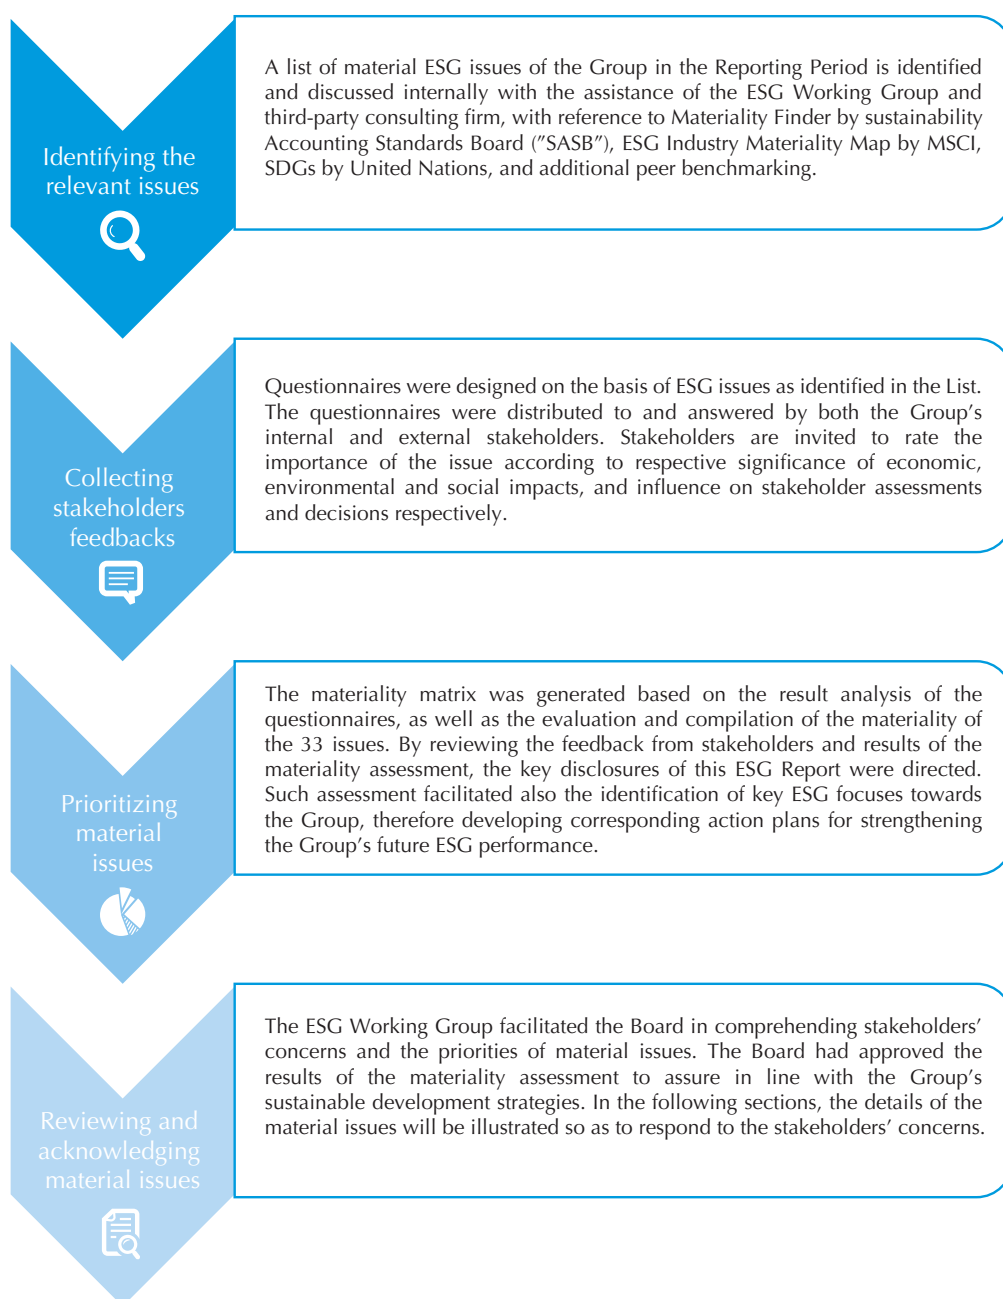 Identifying the
relevant issues
A list of material ESG issues of the Group in the Reporting Period is identified
and discussed internally with the assistance of the ESG Working Group and
third-party consulting firm, with reference to Materiality Finder by sustainability
Accounting Standards Board (”SASB”), ESG Industry Materiality Map by MSCI,
SDGs by United Nations, and additional peer benchmarking.
Collecting
stakeholders
feedbacks
Questionnaires were designed on the basis of ESG issues as identified in the List.
The questionnaires were distributed to and answered by both the Group’s
internal and external stakeholders. Stakeholders are invited to rate the
importance of the issue according to respective significance of economic,
environmental and social impacts, and influence on stakeholder assessments
and decisions respectively.
Prioritizing
material
issues
The materiality matrix was generated based on the result analysis of the
questionnaires, as well as the evaluation and compilation of the materiality of
the 33 issues. By reviewing the feedback from stakeholders and results of the
materiality assessment, the key disclosures of this ESG Report were directed.
Such assessment facilitated also the identification of key ESG focuses towards
the Group, therefore developing corresponding action plans for strengthening
the Group’s future ESG performance.
Reviewing and
acknowledging
material issues
The ESG Working Group facilitated the Board in comprehending stakeholders’
concerns and the priorities of material issues. The Board had approved the
results of the materiality assessment to assure in line with the Group’s
sustainable development strategies. In the following sections, the details of the
material issues will be illustrated so as to respond to the stakeholders’ concerns.